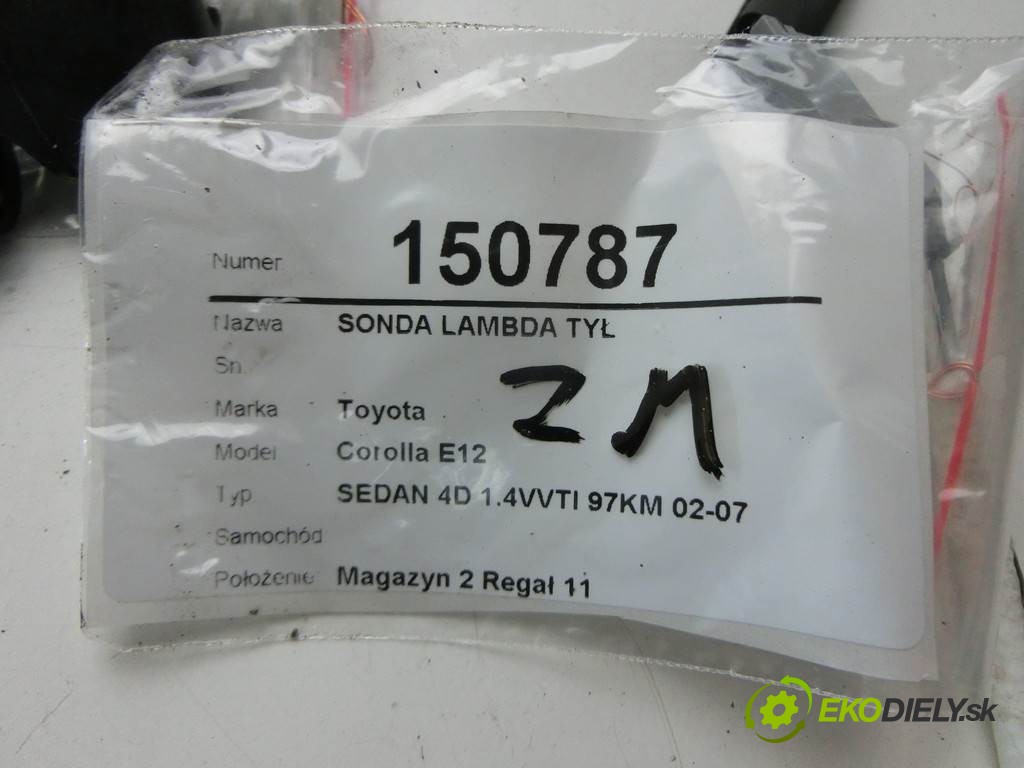 Numer 150787
Nazwa SONDA LAMBDA TYŁ
Sn.
2M
Marka Toyota
Model Corolla E12
Typ SEDAN 4D 1.4VVTI 97KM 02-07
Samochód
Położenie Magazyn 2 Regał 11
EKODIELY.sk